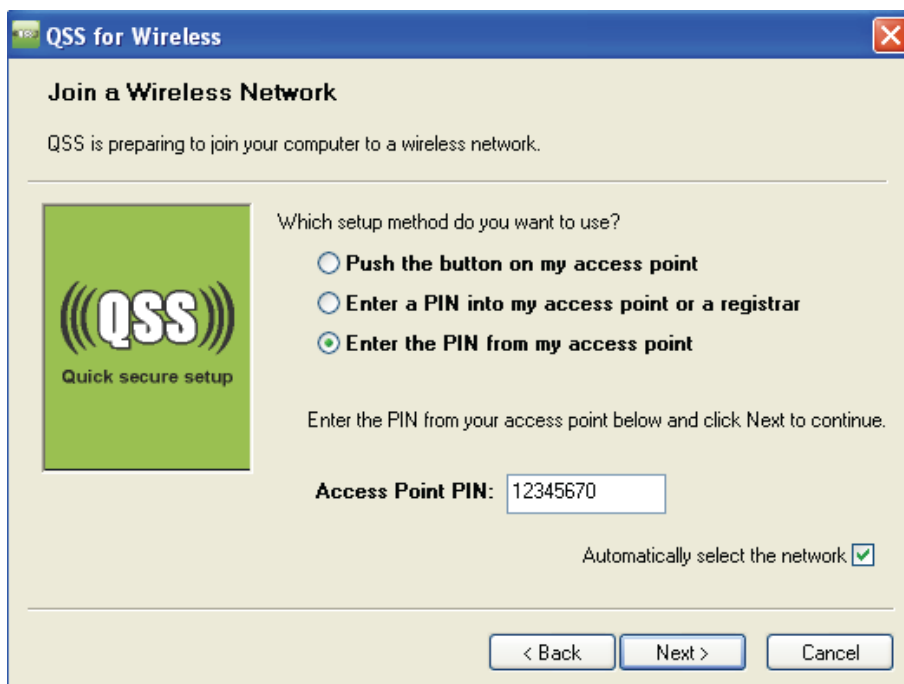 QSS for Wireless
Join a Wireless Network
QSS is preparing to join your computer to a wireless network.
Which setup method do you want to use?
Push the button on my access point
Enter a PIN into my access point or a registrar
Enter the PIN from my access point
(((QSS)))
Quick secure setup
Enter the PIN from your access point below and click Next to continue.
Access Point PIN: 12345670
Automatically select the network
< Back Next > Cancel